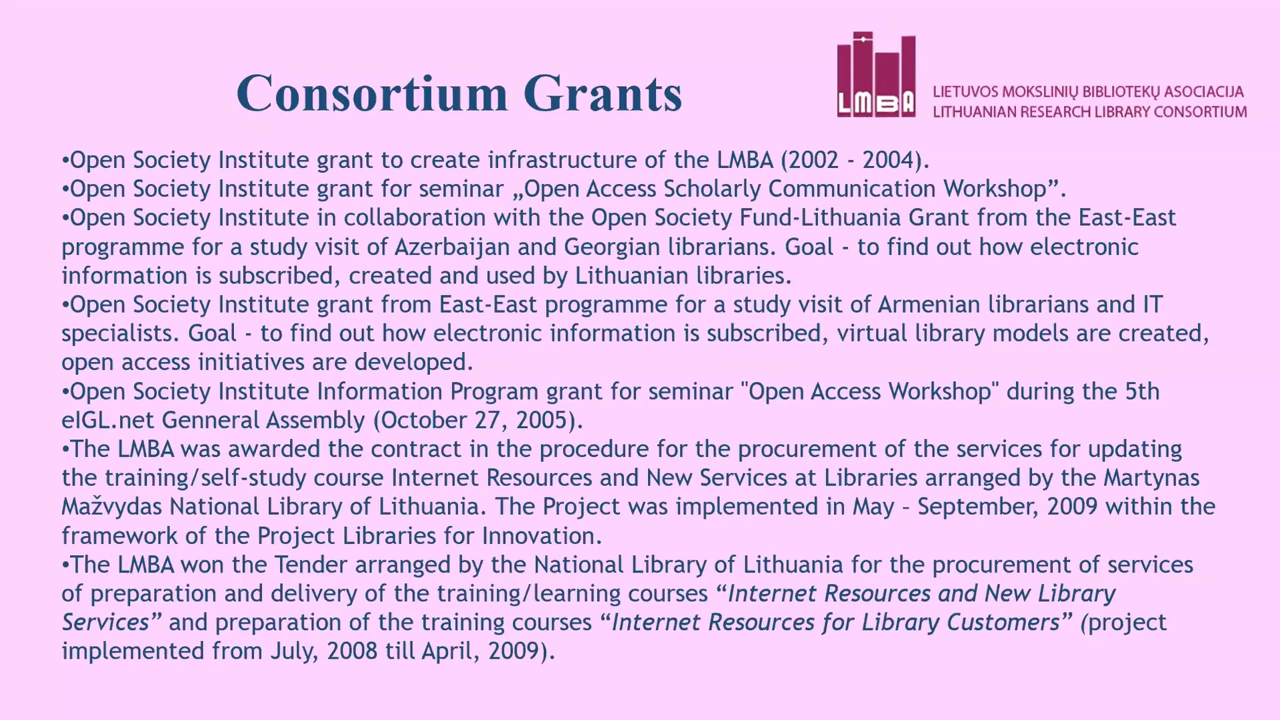 Consortium Grants
LMBA
LIETUVOS MOKSLINIŲ BIBLIOTEKŲ ASOCIACIJA
LITHUANIAN RESEARCH LIBRARY CONSORTIUM
•Open Society Institute grant to create infrastructure of the LMBA (2002 - 2004).
•Open Society Institute grant for seminar „Open Access Scholarly Communication Workshop”.
•Open Society Institute in collaboration with the Open Society Fund-Lithuania Grant from the East-East
programme for a study visit of Azerbaijan and Georgian librarians. Goal - to find out how electronic
information is subscribed, created and used by Lithuanian libraries.
•Open Society Institute grant from East-East programme for a study visit of Armenian librarians and IT
specialists. Goal - to find out how electronic information is subscribed, virtual library models are created,
open access initiatives are developed.
•Open Society Institute Information Program grant for seminar "Open Access Workshop" during the 5th
eIGL.net Genneral Assembly (October 27, 2005).
•The LMBA was awarded the contract in the procedure for the procurement of the services for updating
the training/self-study course Internet Resources and New Services at Libraries arranged by the Martynas
Mažvydas National Library of Lithuania. The Project was implemented in May – September, 2009 within the
framework of the Project Libraries for Innovation.
•The LMBA won the Tender arranged by the National Library of Lithuania for the procurement of services
of preparation and delivery of the training/learning courses “Internet Resources and New Library
Services” and preparation of the training courses “Internet Resources for Library Customers” (project
implemented from July, 2008 till April, 2009).